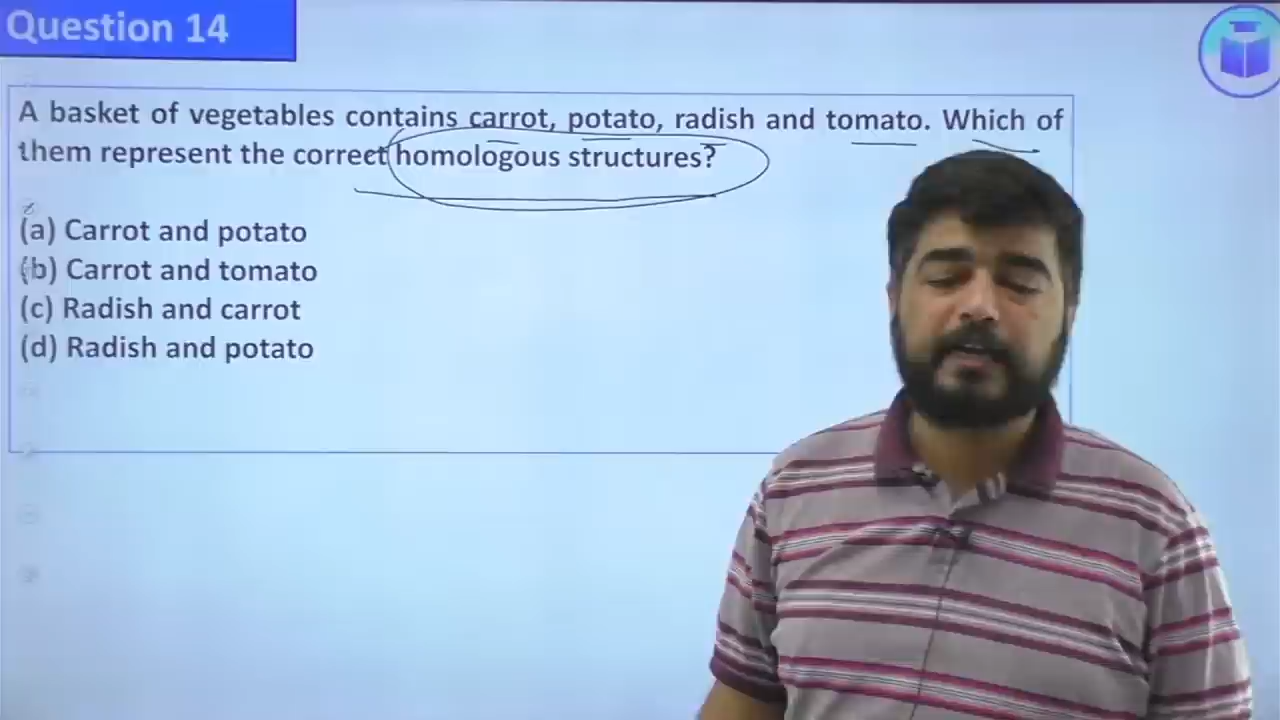 Question 14
A basket of vegetables contains carrot, potato, radish and tomato. Which of
them represent the correct homologous structures?
(a) Carrot and potato
(b) Carrot and tomato
(c) Radish and carrot
(d) Radish and potato